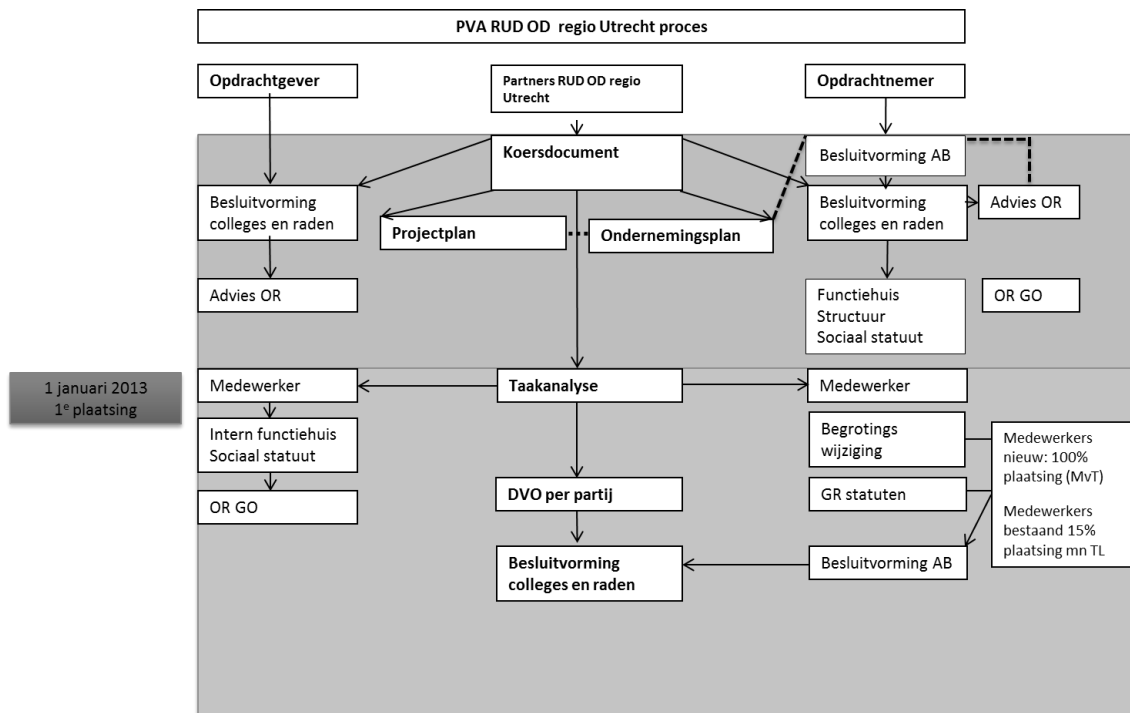 PVA RUD OD regio Utrecht proces
Opdrachtgever
Partners RUD OD regio
Utrecht
Opdrachtnemer
Koersdocument
Besluitvorming AB
Besluitvorming
colleges en raden
Projectplan
Ondernemingsplan
Besluitvorming
colleges en raden
Advies OR
Advies OR
Functiehuis
Structuur
Sociaal statuut
OR GO
1 januari 2013
1e plaatsing
Medewerker
Taakanalyse
Medewerker
Intern functiehuis
Sociaal statuut
Begrotings
wijziging
Medewerkers
nieuw: 100%
plaatsing (MvT)
Medewerkers
bestaand 15%
plaatsing mn TL
OR GO
DVO per partij
GR statuten
Besluitvorming
colleges en raden
Besluitvorming AB